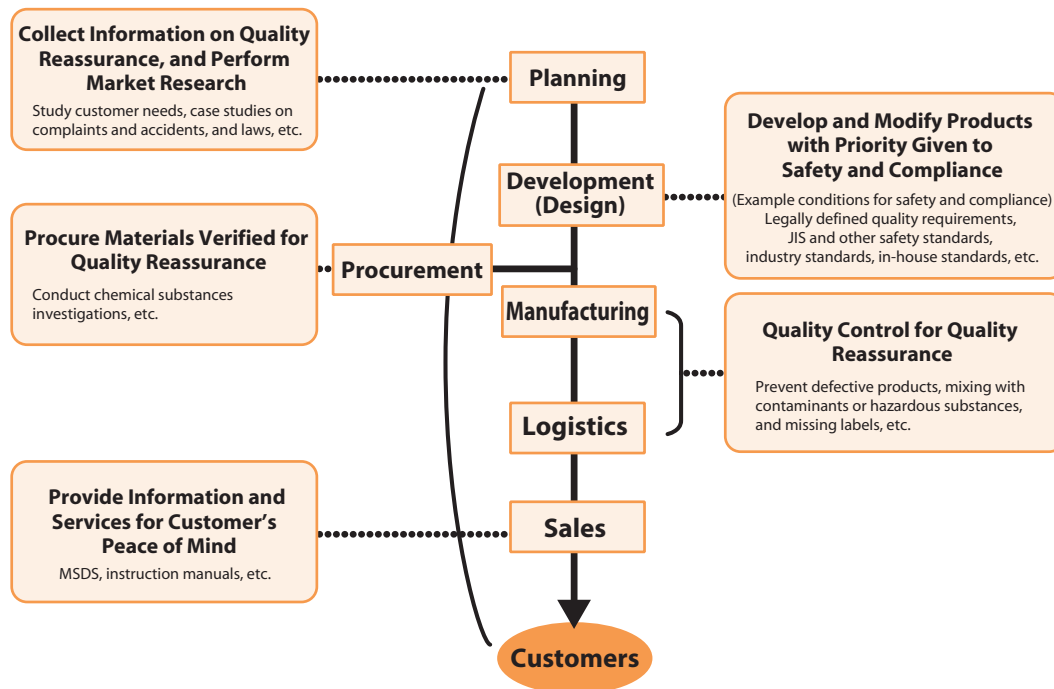 Collect Information on Quality
Reassurance, and Perform
Market Research
Study customer needs, case studies on
complaints and accidents, and laws, etc.
Planning
Develop and Modify Products
with Priority Given to
Safety and Compliance
(Example conditions for safety and compliance)
Legally defined quality requirements,
JIS and other safety standards,
industry standards, in-house standards, etc.
Development
(Design)
Procure Materials Verified for
Quality Reassurance
Conduct chemical substances
investigations, etc.
Procurement
Manufacturing
Quality Control for Quality
Reassurance
Prevent defective products, mixing with
contaminants or hazardous substances,
and missing labels, etc.
Logistics
Provide Information and
Services for Customer’s
Peace of Mind
MSDS, instruction manuals, etc.
Sales
Customers